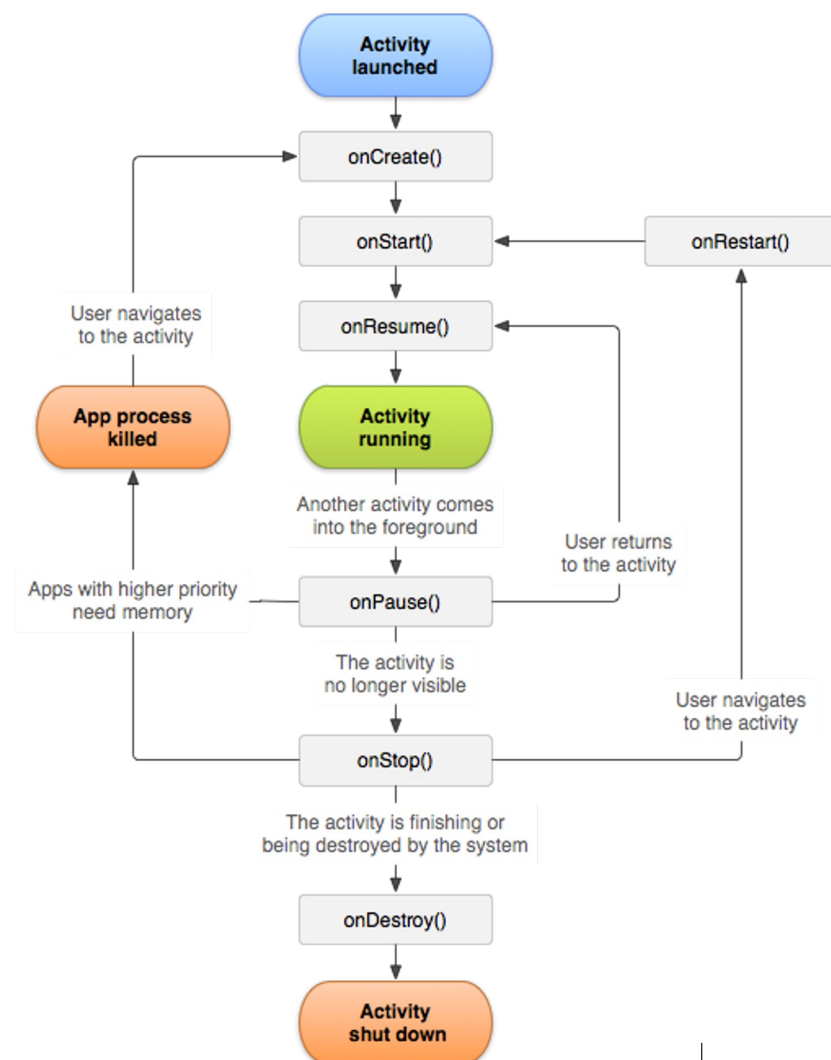 Activity
launched
onCreate()
onStart()
onRestart()
User navigates
to the activity
onResume()
App process
killed
Activity
running
Another activity comes
into the foreground
User returns
to the activity
Apps with higher priority
need memory
onPause()
The activity is
no longer visible
User navigates
to the activity
onStop()
The activity is finishing or
being destroyed by the system
onDestroy()
Activity
shut down